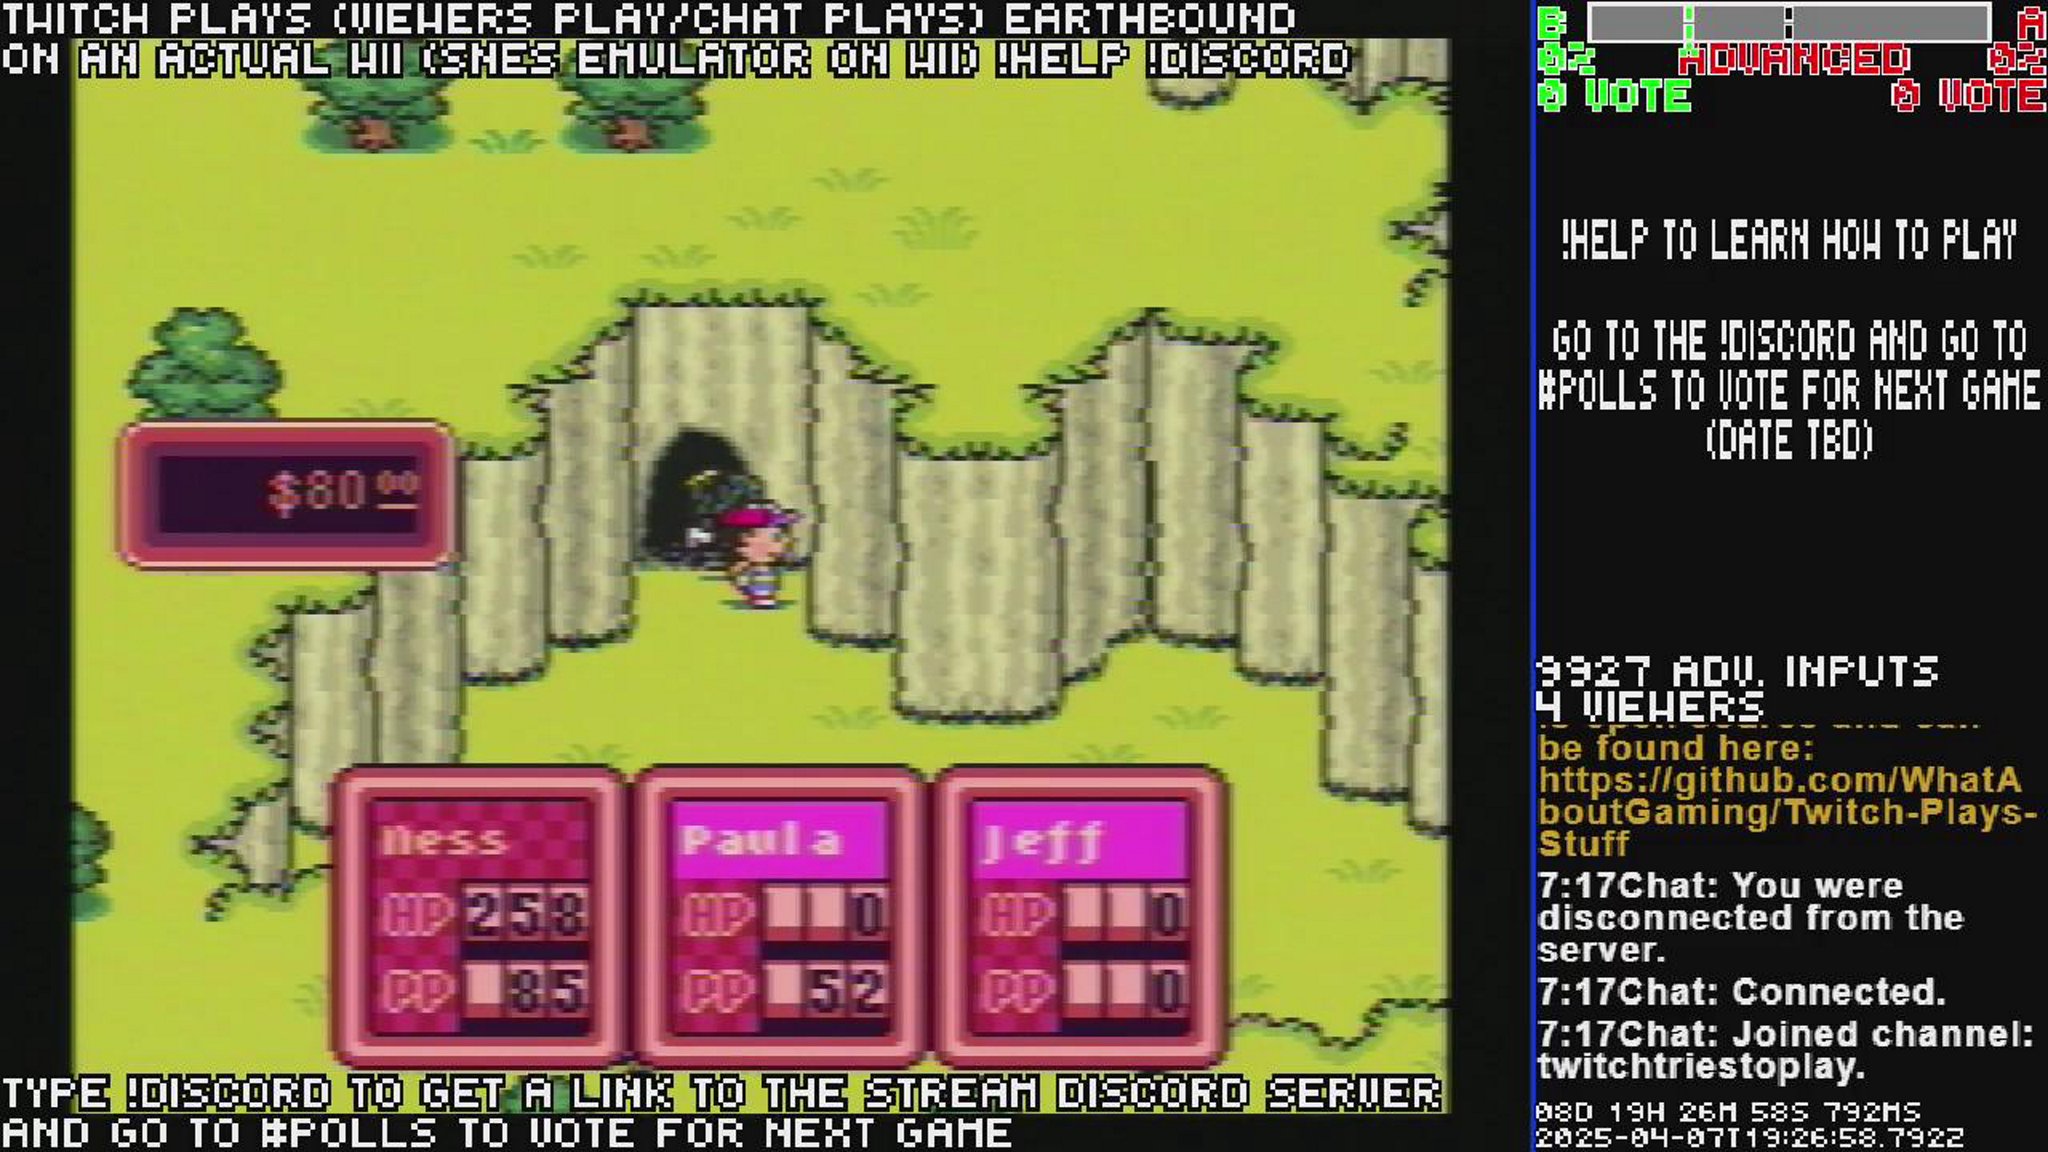 TWITCH PLAYS (VIEWERS PLAY/CHAT PLAYS) EARTHBOUND
ON AN ACTUAL WII (SNES EMULATOR ON WII) !HELP !DISCORD
B
A
0%
ADVANCED
0%
0 VOTE
0 VOTE
!HELP TO LEARN HOW TO PLAY
GO TO THE !DISCORD AND GO TO
#POLLS TO VOTE FOR NEXT GAME
(DATE TBD)
$80.00
9927 ADV. INPUTS
4 VIEWERS
be found here:
https://github.com/WhatA
boutGaming/Twitch-Plays-
Stuff
7:17Chat: You were
disconnected from the
server.
7:17Chat: Connected.
7:17Chat: Joined channel:
twitchtriestoplay.
08D 19H 26M 58S 792MS
2025-04-07T19:26:58.792Z
Ness
HP 258
PP 85
Paula
HP 0
PP 52
Jeff
HP 0
PP 0
TYPE !DISCORD TO GET A LINK TO THE STREAM DISCORD SERVER
AND GO TO #POLLS TO VOTE FOR NEXT GAME